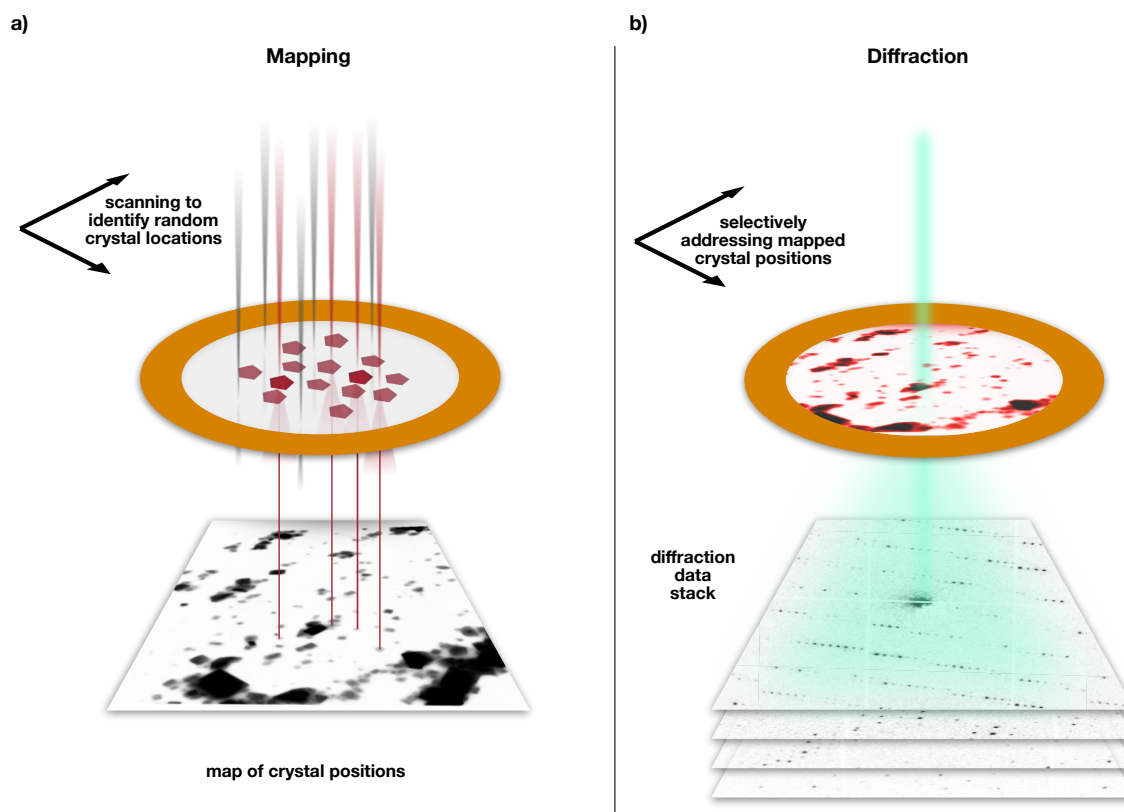 a)
Mapping
scanning to
identify random
crystal locations
map of crystal positions
b)
Diffraction
selectively
addressing mapped
crystal positions
diffraction
data
stack